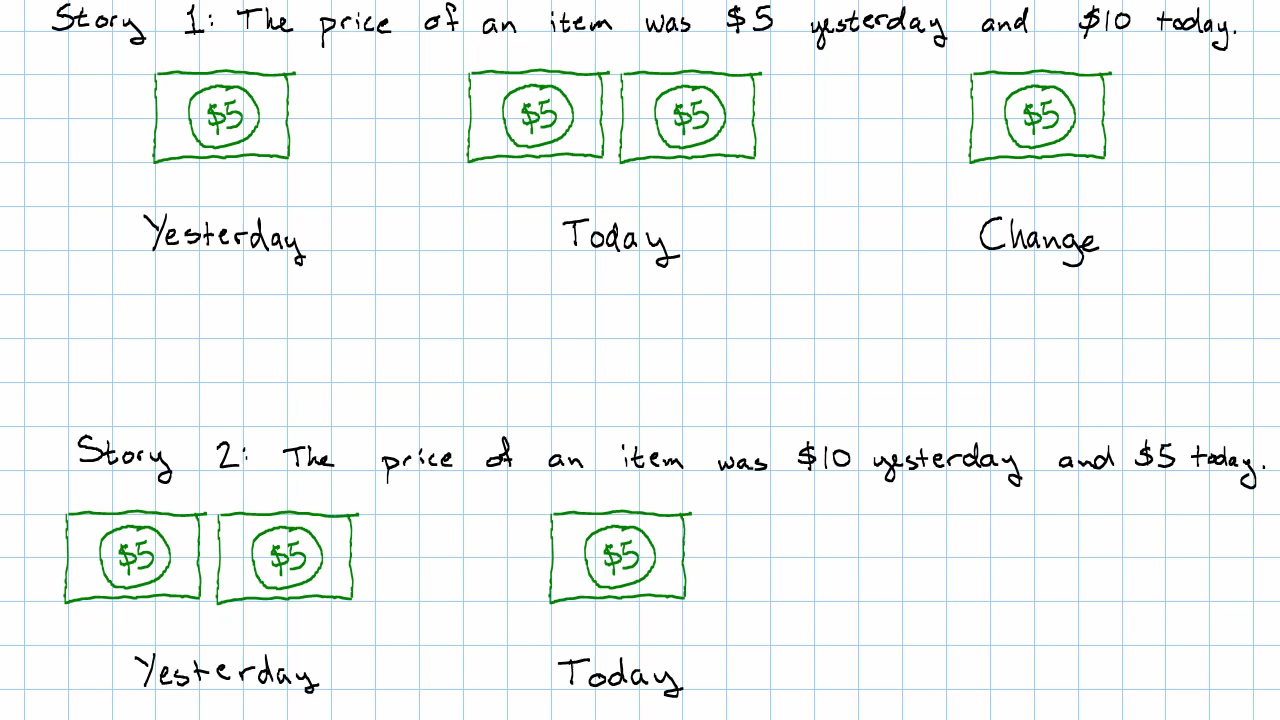 Story 1: The price of an item was $5 yesterday and $10 today.
$5 $5 $5 $5
Yesterday Today Change
Story 2: The price of an item was $10 yesterday and $5 today.
$5 $5 $5
Yesterday Today